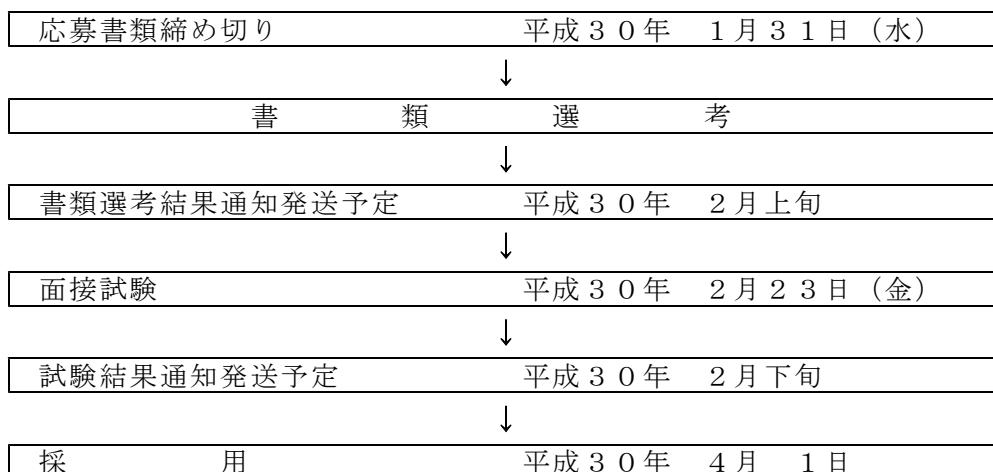 応募書類締め切り　平成３０年　１月３１日（水）
↓
書　類　選　考
↓
書類選考結果通知発送予定　平成３０年　２月上旬
↓
面接試験　平成３０年　２月２３日（金）
↓
試験結果通知発送予定　平成３０年　２月下旬
↓
採　用　平成３０年　４月　１日